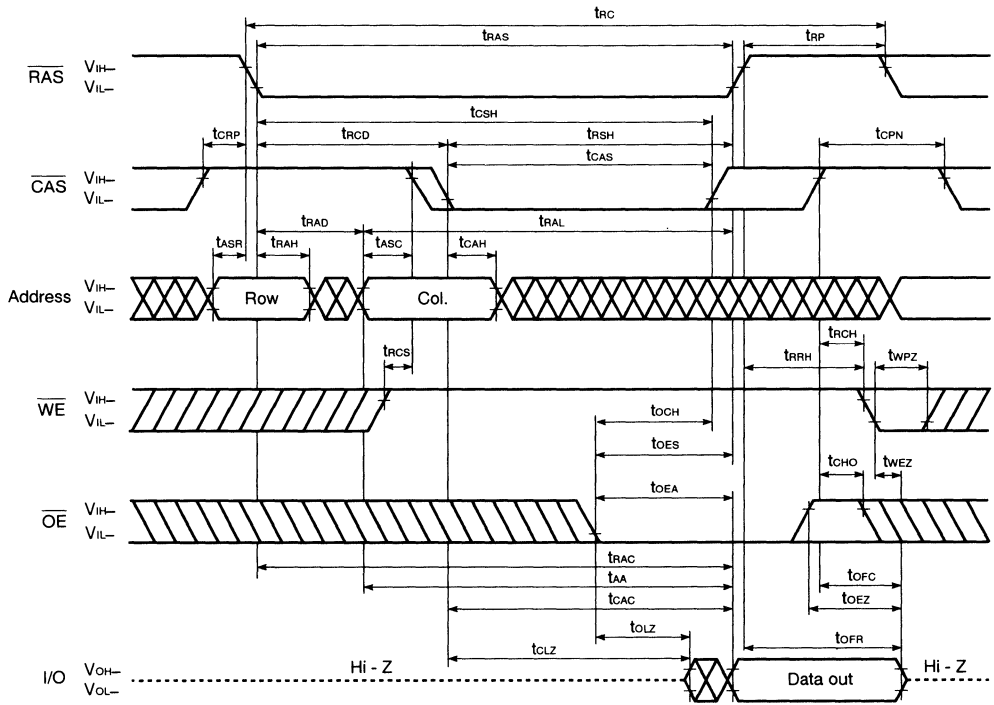 tRC
tRAS tRP
RAS VIH–
VIL–
tCSH
tCRP tRCD tRSH tCPN
tCAS
CAS VIH–
VIL–
tRAD tRAL
tASR tRAH tASC tCAH
Address VIH–
VIL–
Row Col.
tRCH
tRCS tRRH tWPZ
WE VIH–
VIL–
tOCH
tOES
tCHO tWEZ
tOEA
OE VIH–
VIL–
tRAC
tAA tOFC
tCAC tOEZ
tOLZ
tCLZ tOFR
I/O VOH–
VOL–
Hi - Z Data out Hi - Z